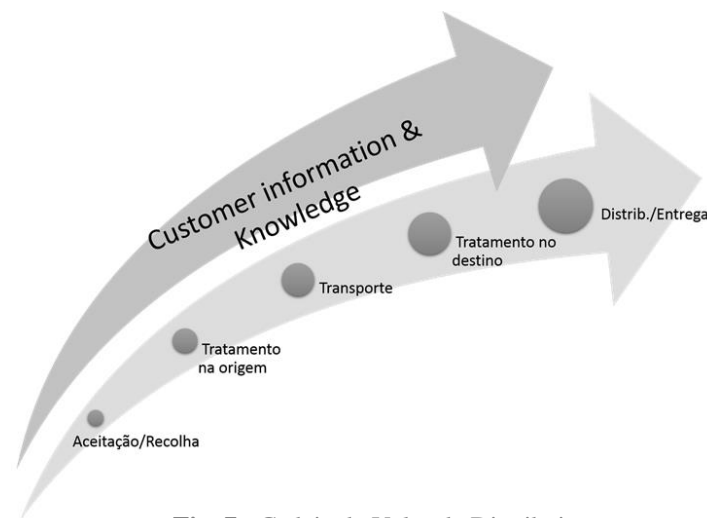 Customer information &
Knowledge
Distrib./Entrega
Tratamento no
destino
Transporte
Tratamento
na origem
Aceitação/Recolha